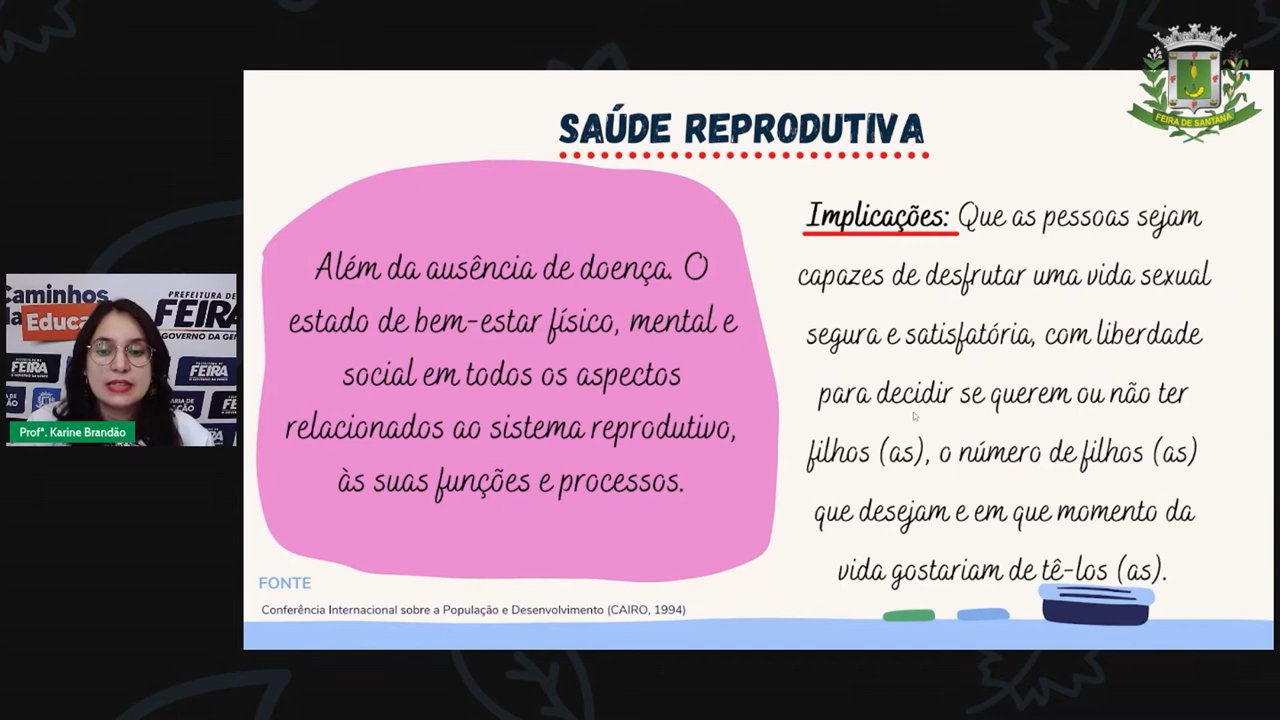 SAÚDE REPRODUTIVA
FEIRA DE SANTANA
Além da ausência de doença. O
estado de bem-estar físico, mental e
social em todos os aspectos
relacionados ao sistema reprodutivo,
às suas funções e processos.
Implicações: Que as pessoas sejam
capazes de desfrutar uma vida sexual
segura e satisfatória, com liberdade
para decidir se querem ou não ter
filhos (as), o número de filhos (as)
que desejam e em que momento da
vida gostariam de tê-los (as).
FONTE
Conferência Internacional sobre a População e Desenvolvimento (CAIRO, 1994)
Caminhos
da Educa
PREFEITURA DE
FEIRA
GOVERNO DA GEN
FEIRA
FEIRA
Profª. Karine Brandão